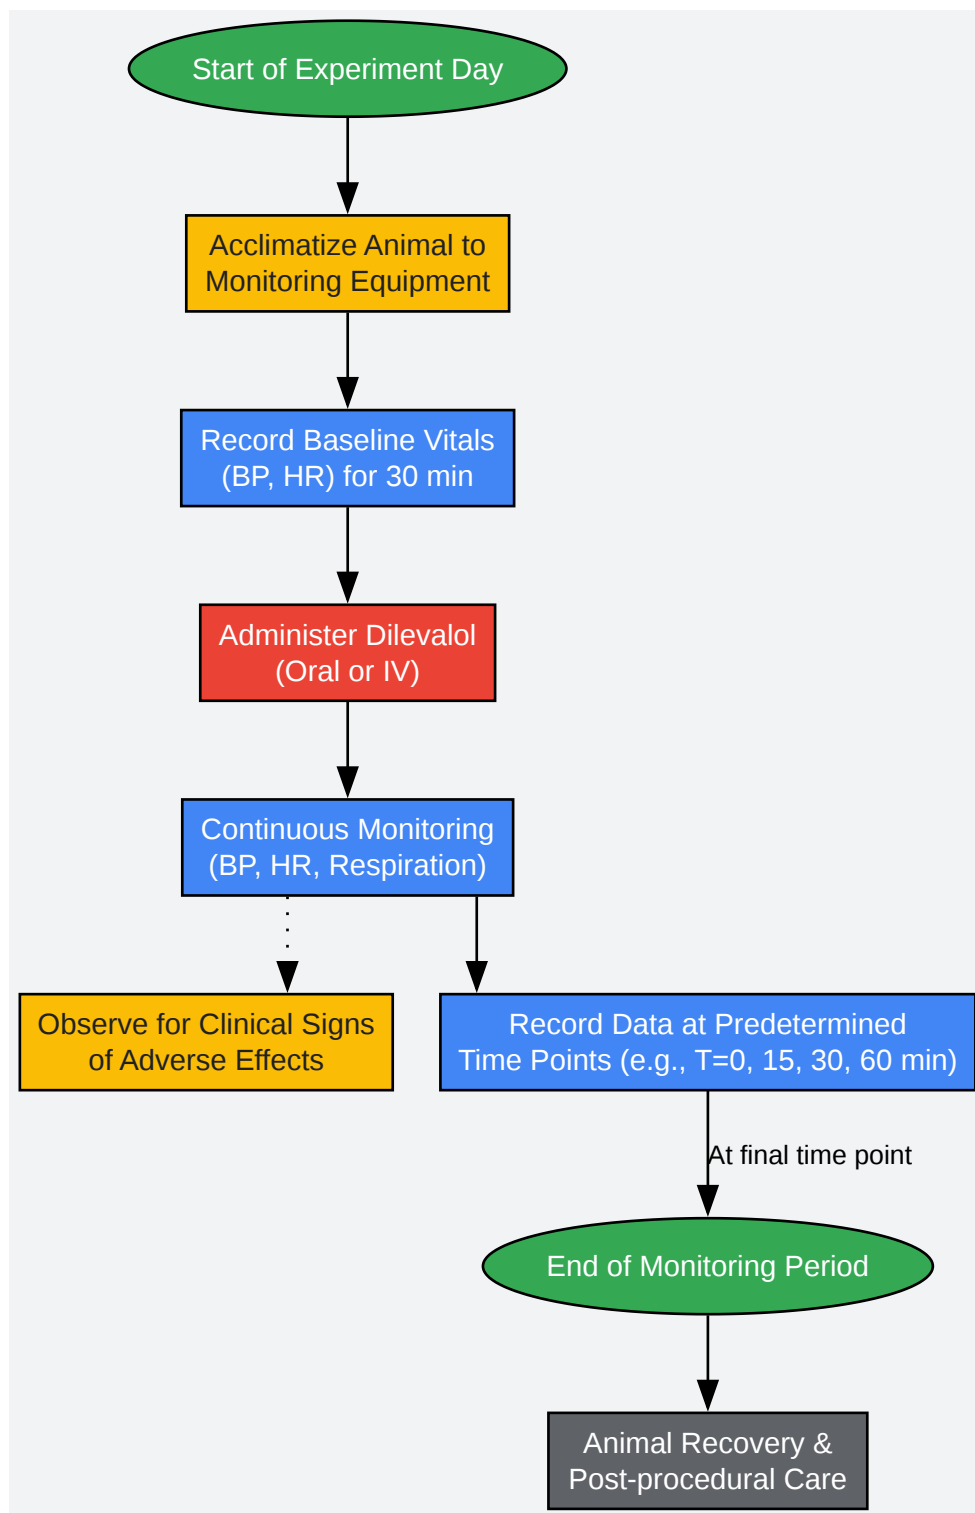 Start of Experiment Day
Acclimatize Animal to
Monitoring Equipment
Record Baseline Vitals
(BP, HR) for 30 min
Administer Dilevalol
(Oral or IV)
Continuous Monitoring
(BP, HR, Respiration)
Observe for Clinical Signs
of Adverse Effects
Record Data at Predetermined
Time Points (e.g., T=0, 15, 30, 60 min)
At final time point
End of Monitoring Period
Animal Recovery &
Post-procedural Care